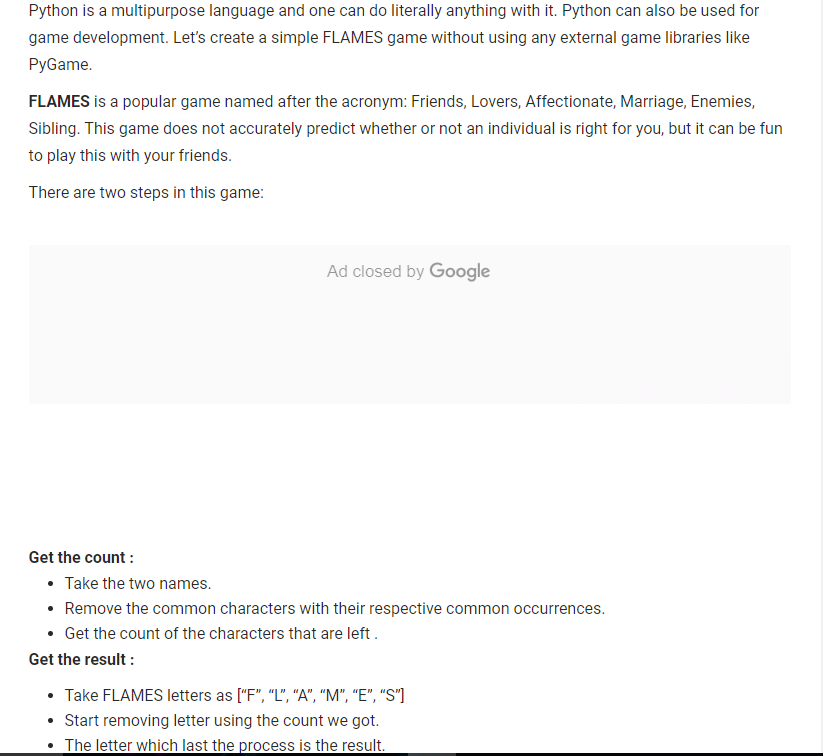 Python is a multipurpose language and one can do literally anything with it. Python can also be used for
game development. Let’s create a simple FLAMES game without using any external game libraries like
PyGame.
FLAMES is a popular game named after the acronym: Friends, Lovers, Affectionate, Marriage, Enemies,
Sibling. This game does not accurately predict whether or not an individual is right for you, but it can be fun
to play this with your friends.
There are two steps in this game:
Ad closed by Google
Get the count :
• Take the two names.
• Remove the common characters with their respective common occurrences.
• Get the count of the characters that are left .
Get the result :
• Take FLAMES letters as [“F”, “L”, “A”, “M”, “E”, “S”]
• Start removing letter using the count we got.
• The letter which last the process is the result.